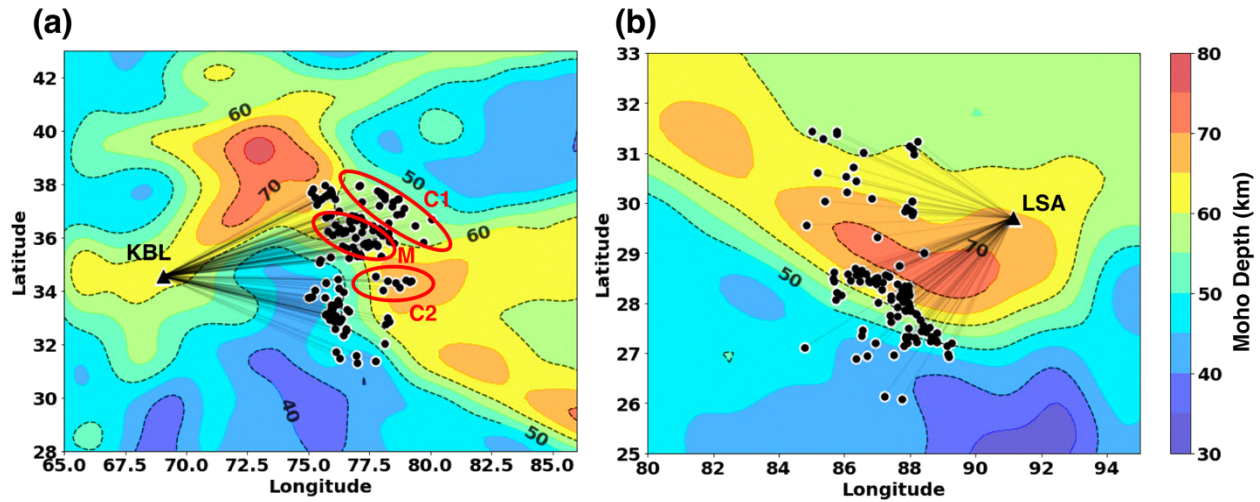 (a)
42
40
38
36
34
32
30
28
Latitude
65.0 67.5 70.0 72.5 75.0 77.5 80.0 82.5 85.0
Longitude
60
50
70
C1
60
KBL
M
C2
40
50
(b)
33
32
31
30
29
28
27
26
25
Latitude
80 82 84 86 88 90 92 94
Longitude
LSA
70
50
80
70
60
50
40
30
Moho Depth (km)